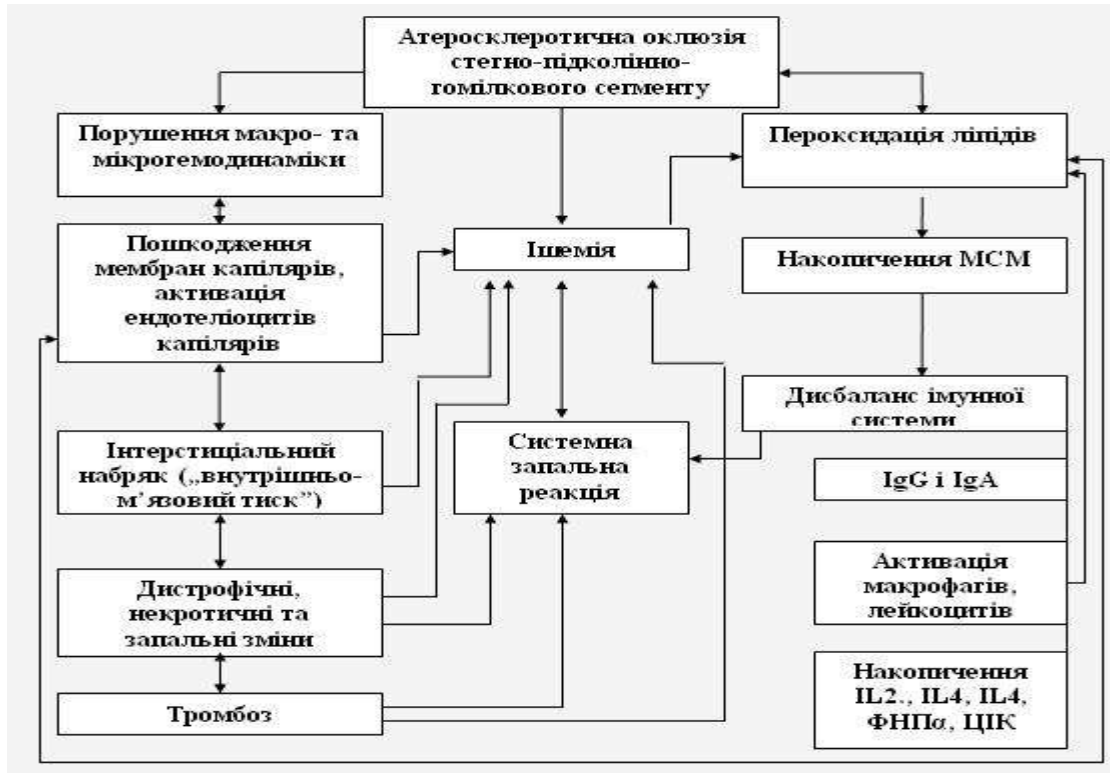 Атеросклеротична оклюзія
стегно-підколінно-
гомілкового сегменту
Порушення макро- та
мікрогемодинаміки
Пероксидація ліпідів
Пошкодження
мембран капілярів,
активація
ендотеліоцитів
капілярів
Ішемія
Накопичення МСМ
Дисбаланс імунної
системи
Інтерстиціальний
набряк („внутрішньо-
м’язовий тиск”)
Системна
запальна
реакція
IgG і IgA
Активація
макрофагів,
лейкоцитів
Дистрофічні,
некротичні та
запальні зміни
Накопичення
IL2., IL4, IL4,
ФНПα, ЦІК
Тромбоз